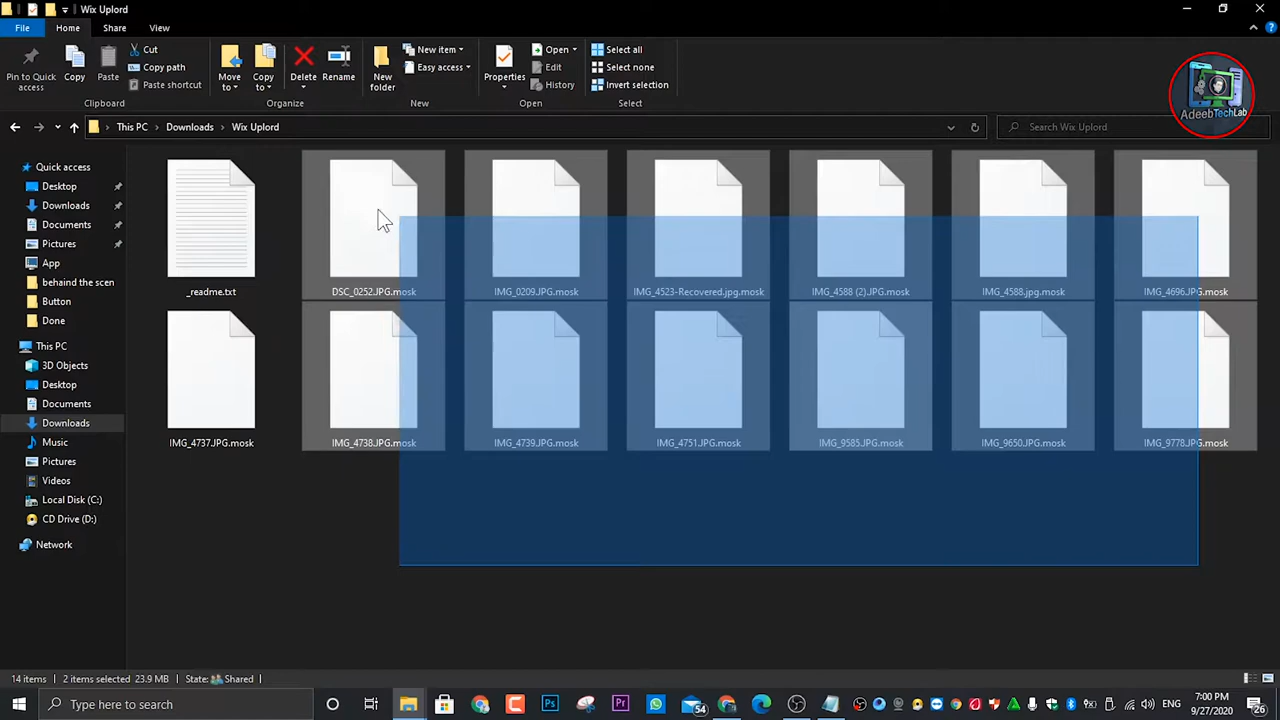 Wix Uplord
File Home Share View
Pin to Quick access
Copy
Paste
Cut
Copy path
Paste shortcut
Clipboard
Move to
Copy to
Delete
Rename
Organize
New folder
New item
Easy access
New
Properties
Open
Edit
History
Open
Select all
Select none
Invert selection
Select
AdeebTechLab
This PC > Downloads > Wix Uplord
Search Wix Uplord
Quick access
Desktop
Downloads
Documents
Pictures
App
behaind the scen
Button
Done
This PC
3D Objects
Desktop
Documents
Downloads
Music
Pictures
Videos
Local Disk (C:)
CD Drive (D:)
Network
_readme.txt DSC_0252.JPG.mosk IMG_0209.JPG.mosk IMG_4523-Recovered.jpg.mosk IMG_4588 (2).JPG.mosk IMG_4588.jpg.mosk IMG_4696.JPG.mosk
IMG_4737.JPG.mosk IMG_4738.JPG.mosk IMG_4739.JPG.mosk IMG_4751.JPG.mosk IMG_9585.JPG.mosk IMG_9650.JPG.mosk IMG_9778.JPG.mosk
14 items 2 items selected 23.9 MB State: Shared
Type here to search
Ps
Pr
54
ENG
7:00 PM
9/27/2020
26